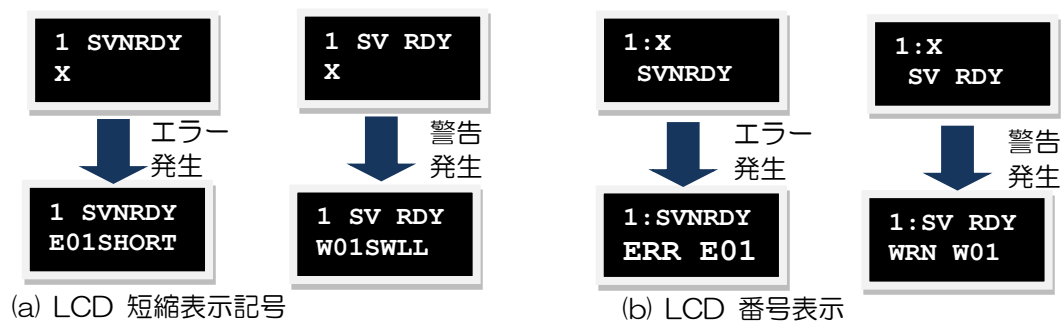 1 SVNRDY
X
エラー
発生
1 SVNRDY
E01SHORT
1 SV RDY
X
警告
発生
1 SV RDY
W01SWLL
(a) LCD 短縮表示記号
1:X
SVNRDY
エラー
発生
1:SVNRDY
ERR E01
1:X
SV RDY
警告
発生
1:SV RDY
WRN W01
(b) LCD 番号表示